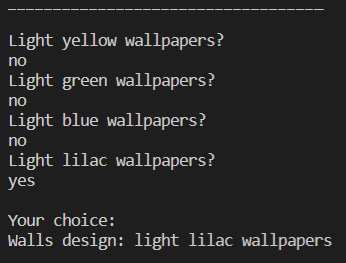 Light yellow wallpapers?
no
Light green wallpapers?
no
Light blue wallpapers?
no
Light lilac wallpapers?
yes
Your choice:
Walls design: light lilac wallpapers